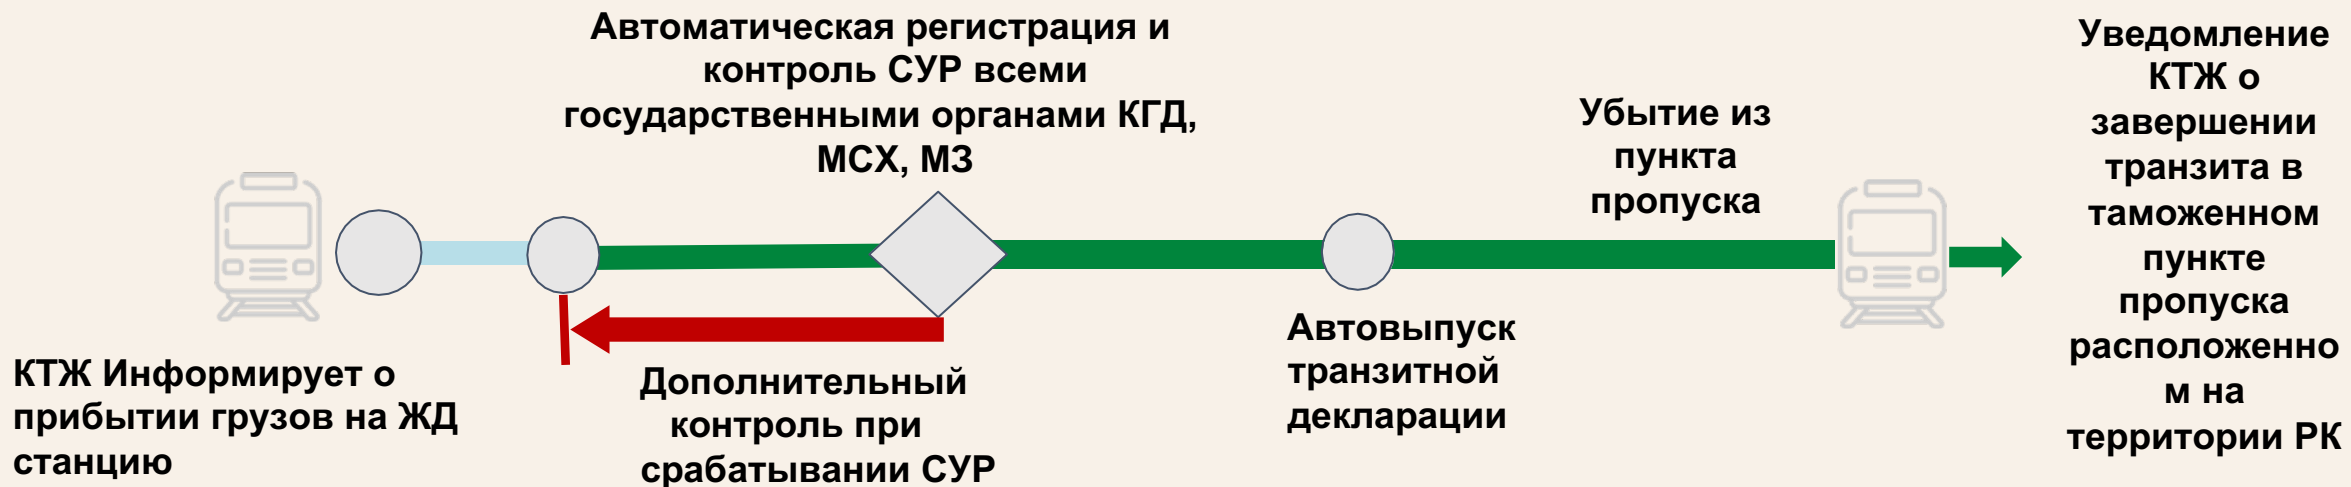 Автоматическая регистрация и
контроль СУР всеми
государственными органами КГД,
МСХ, МЗ
КТЖ Информирует о
прибытии грузов на ЖД
станцию
Дополнительный
контроль при
срабатывании СУР
Автовыпуск
транзитной
декларации
Убытие из
пункта
пропуска
Уведомление
КТЖ о
завершении
транзита в
таможенном
пункте
пропуска
расположенно
м на
территории РК